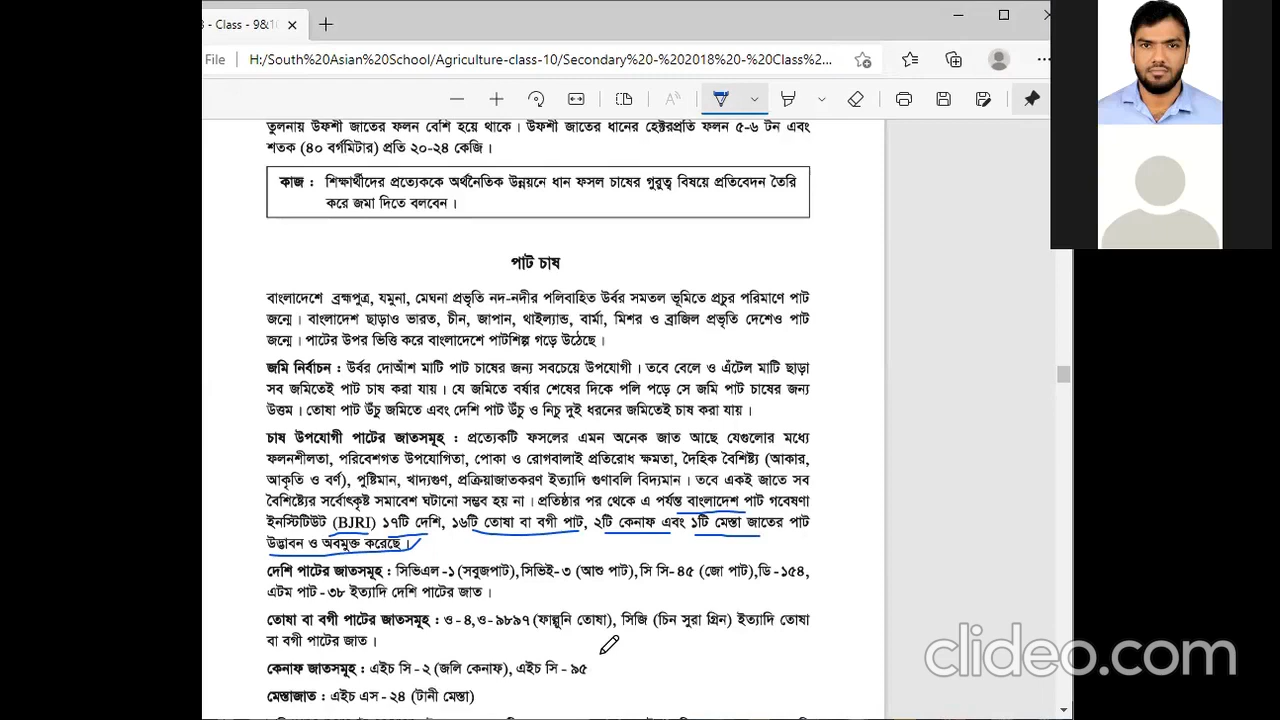 8 - Class - 9&1
File
H:/South%20Asian%20School/Agriculture-class-10/Secondary%20-%202018%20-%20Class%2...
তুলনায় উফশী জাতের ফলন বেশি হয়ে থাকে। উফশী জাতের ধানের হেক্টরপ্রতি ফলন ৫-৬ টন এবং
শতক (৪০ বর্গমিটার) প্রতি ২০-২৪ কেজি।
কাজ : শিক্ষার্থীদের প্রত্যেককে অর্থনৈতিক উন্নয়নে ধান ফসল চাষের গুরুত্ব বিষয়ে প্রতিবেদন তৈরি
করে জমা দিতে বলবেন।
পাট চাষ
বাংলাদেশে ব্রহ্মপুত্র, যমুনা, মেঘনা প্রভৃতি নদ-নদীর পলিবাহিত উর্বর সমতল ভূমিতে প্রচুর পরিমাণে পাট
জন্মে। বাংলাদেশ ছাড়াও ভারত, চীন, জাপান, থাইল্যান্ড, বার্মা, মিশর ও ব্রাজিল প্রভৃতি দেশেও পাট
জন্মে। পাটের উপর ভিত্তি করে বাংলাদেশে পাটশিল্প গড়ে উঠেছে।
জমি নির্বাচন : উর্বর দোআঁশ মাটি পাট চাষের জন্য সবচেয়ে উপযোগী। তবে বেলে ও এঁটেল মাটি ছাড়া
সব জমিতেই পাট চাষ করা যায়। যে জমিতে বর্ষার শেষের দিকে পলি পড়ে সে জমি পাট চাষের জন্য
উত্তম। তোষা পাট উঁচু জমিতে এবং দেশি পাট উঁচু ও নিচু দুই ধরনের জমিতেই চাষ করা যায়।
চাষ উপযোগী পাটের জাতসমূহ : প্রত্যেকটি ফসলের এমন অনেক জাত আছে যেগুলোর মধ্যে
ফলনশীলতা, পরিবেশগত উপযোগিতা, পোকা ও রোগবালাই প্রতিরোধ ক্ষমতা, দৈহিক বৈশিষ্ট্য (আকার,
আকৃতি ও বর্ণ), পুষ্টিমান, খাদ্যগুণ, প্রক্রিয়াজাতকরণ ইত্যাদি গুণাবলি বিদ্যমান। তবে একই জাতে সব
বৈশিষ্ট্যের সর্বোৎকৃষ্ট সমাবেশ ঘটানো সম্ভব হয় না। প্রতিষ্ঠার পর থেকে এ পর্যন্ত বাংলাদেশ পাট গবেষণা
ইনস্টিটিউট (BJRI) ১৭টি দেশি, ১৬টি তোষা বা বগী পাট, ২টি কেনাফ এবং ১টি মেস্তা জাতের পাট
উদ্ভাবন ও অবমুক্ত করেছে।
দেশি পাটের জাতসমূহ : সিভিএল -১ (সবুজপাট),সিভিই-৩ (আশু পাট),সি সি-৪৫ (জো পাট),ডি -১৫৪,
এটম পাট -৩৮ ইত্যাদি দেশি পাটের জাত।
তোষা বা বগী পাটের জাতসমূহ : ও - ৪,ও - ৯৮৯৭ (ফাল্গুনি তোষা), সিজি (চিন সুরা গ্রিন) ইত্যাদি তোষা
বা বগী পাটের জাত।
কেনাফ জাতসমূহ : এইচ সি - ২ (জলি কেনাফ), এইচ সি - ৯৫
মেস্তাজাত : এইচ এস - ২৪ (টানী মেস্তা)
clideo.com